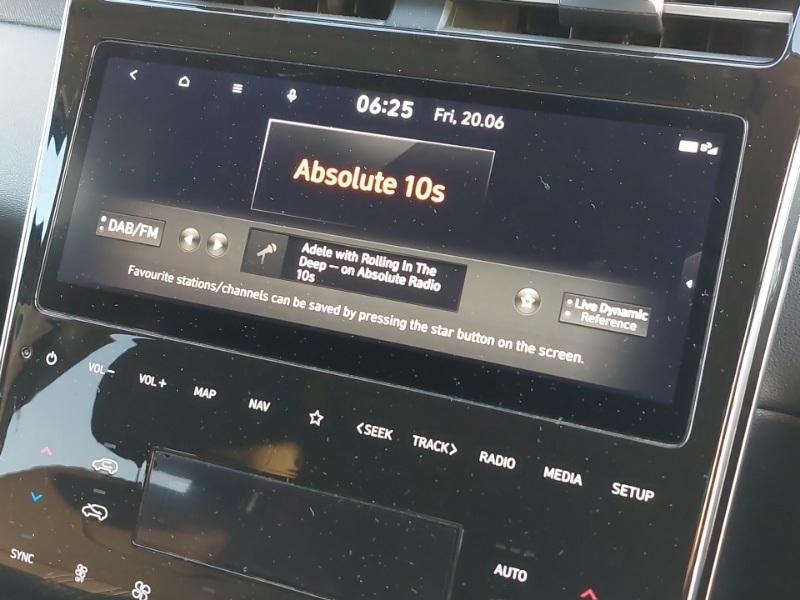 06:25 Fri, 20.06
Absolute 10s
DAB/FM
Adele with Rolling In The
Deep -- on Absolute Radio
10s
Live Dynamic
Reference
Favourite stations/channels can be saved by pressing the star button on the screen.
VOL- VOL+ MAP NAV <SEEK TRACK> RADIO MEDIA SETUP
SYNC AUTO